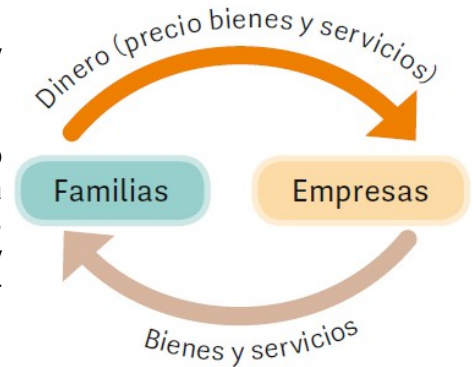 Dinero (precio bienes y servicios)
Familias
Empresas
Bienes y servicios